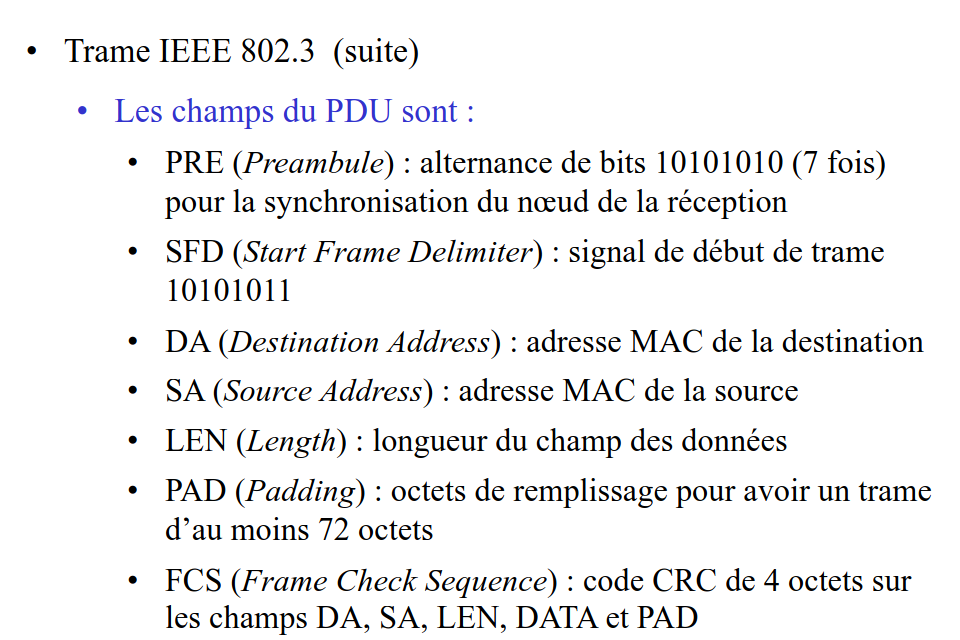 • Trame IEEE 802.3 (suite)
• Les champs du PDU sont :
• PRE (Preambule) : alternance de bits 10101010 (7 fois)
pour la synchronisation du nœud de la réception
• SFD (Start Frame Delimiter) : signal de début de trame
10101011
• DA (Destination Address) : adresse MAC de la destination
• SA (Source Address) : adresse MAC de la source
• LEN (Length) : longueur du champ des données
• PAD (Padding) : octets de remplissage pour avoir un trame
d’au moins 72 octets
• FCS (Frame Check Sequence) : code CRC de 4 octets sur
les champs DA, SA, LEN, DATA et PAD